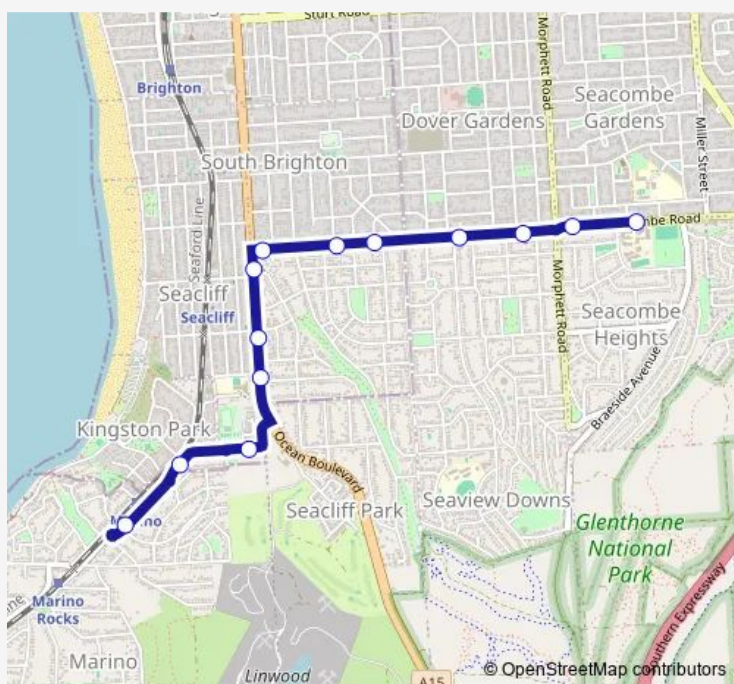 Sturt Road
Brighton
Morphett Road
Seacombe
Gardens
Dover Gardens
Miller Street
South Brighton
Seaford Line
mbe Road
Seacliff
Seacliff
Morphett Road
Seacombe
Heights
Braeside Avenue
Kingston Park
Ocean Boulevard
Seaview Downs
Seacliff Park
Glenthorne
National
Park
Marino
Rocks
Marino
Linwood
A15
Southern Expressway
© OpenStreetMap contributors